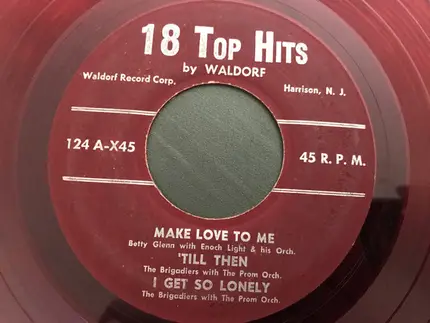 18 TOP HITS
by WALDORF
Waldorf Record Corp.
Harrison, N. J.
124 A-X45
45 R. P. M.
MAKE LOVE TO ME
Betty Glenn with Enoch Light & his Orch.
'TILL THEN
The Brigadiers with The Prom Orch.
I GET SO LONELY
The Brigadiers with The Prom Orch.